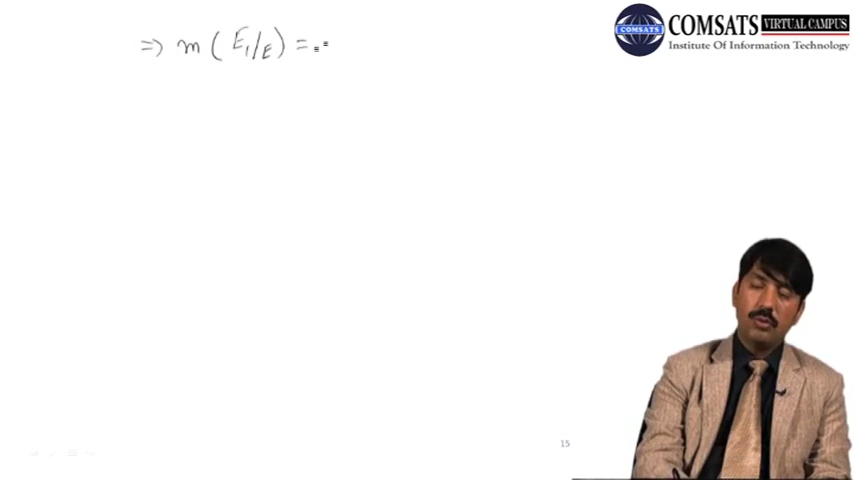 ⇒ m ( E₁/E ) =
COMSATS VIRTUAL CAMPUS
COMSATS
Institute Of Information Technology
15